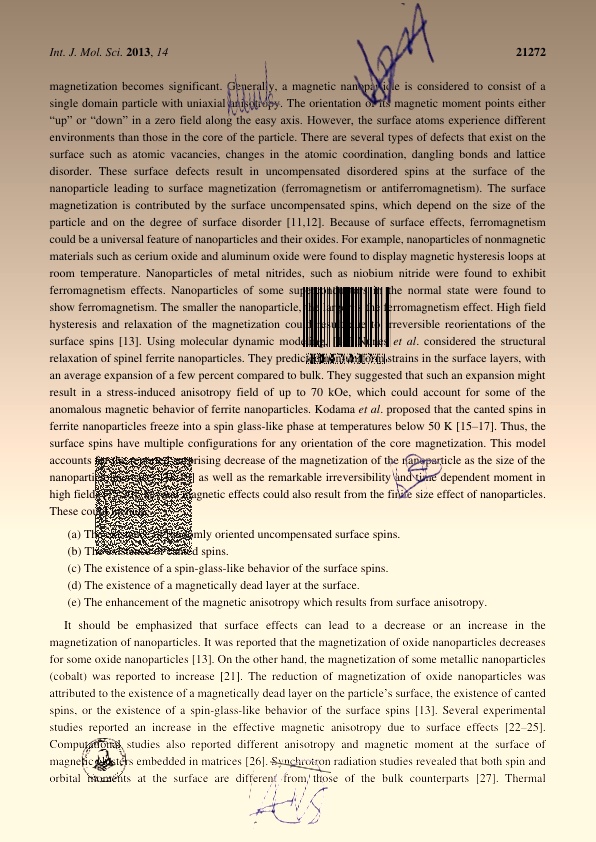 Int. J. Mol. Sci. 2013, 14 21272
magnetization becomes significant. Generally, a magnetic nanoparticle is considered to consist of a
single domain particle with uniaxial anisotropy. The orientation of its magnetic moment points either
“up” or “down” in a zero field along the easy axis. However, the surface atoms experience different
environments than those in the core of the particle. There are several types of defects that exist on the
surface such as atomic vacancies, changes in the atomic coordination, dangling bonds and lattice
disorder. These surface defects result in uncompensated disordered spins at the surface of the
nanoparticle leading to surface magnetization (ferromagnetism or antiferromagnetism). The surface
magnetization is contributed by the surface uncompensated spins, which depend on the size of the
particle and on the degree of surface disorder [11,12]. Because of surface effects, ferromagnetism
could be a universal feature of nanoparticles and their oxides. For example, nanoparticles of nonmagnetic
materials such as cerium oxide and aluminum oxide were found to display magnetic hysteresis loops at
room temperature. Nanoparticles of metal nitrides, such as niobium nitride were found to exhibit
ferromagnetism effects. Nanoparticles of some in the normal state were found to
show ferromagnetism. The smaller the nanoparticle, ferromagnetism effect. High field
hysteresis and relaxation of the magnetization could to irreversible reorientations of the
surface spins [13]. Using molecular dynamic et al. considered the structural
relaxation of spinel ferrite nanoparticles. They strains in the surface layers, with
an average expansion of a few percent compared to bulk. They suggested that such an expansion might
result in a stress-induced anisotropy field of up to 70 kOe, which could account for some of the
anomalous magnetic behavior of ferrite nanoparticles. Kodama et al. proposed that the canted spins in
ferrite nanoparticles freeze into a spin glass-like phase at temperatures below 50 K [15–17]. Thus, the
surface spins have multiple configurations for any orientation of the core magnetization. This model
accounts decrease of the magnetization of the nanoparticle as the size of the
as well as the remarkable irreversibility and time dependent moment in
high magnetic effects could also result from the finite size effect of nanoparticles.
These
(a) oriented uncompensated surface spins.
(b) spins.
(c) The existence of a spin-glass-like behavior of the surface spins.
(d) The existence of a magnetically dead layer at the surface.
(e) The enhancement of the magnetic anisotropy which results from surface anisotropy.
It should be emphasized that surface effects can lead to a decrease or an increase in the
magnetization of nanoparticles. It was reported that the magnetization of oxide nanoparticles decreases
for some oxide nanoparticles [13]. On the other hand, the magnetization of some metallic nanoparticles
(cobalt) was reported to increase [21]. The reduction of magnetization of oxide nanoparticles was
attributed to the existence of a magnetically dead layer on the particle’s surface, the existence of canted
spins, or the existence of a spin-glass-like behavior of the surface spins [13]. Several experimental
studies reported an increase in the effective magnetic anisotropy due to surface effects [22–25].
Computational studies also reported different anisotropy and magnetic moment at the surface of
magnetic clusters embedded in matrices [26]. Synchrotron radiation studies revealed that both spin and
orbital moments at the surface are different from those of the bulk counterparts [27]. Thermal